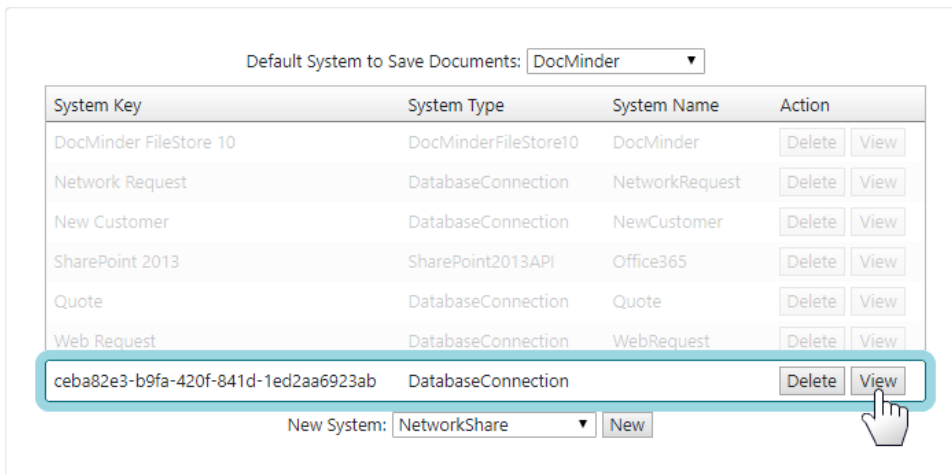 Default System to Save Documents: DocMinder
System Key System Type System Name Action
DocMinder FileStore 10 DocMinderFileStore10 DocMinder Delete View
Network Request DatabaseConnection NetworkRequest Delete View
New Customer DatabaseConnection NewCustomer Delete View
SharePoint 2013 SharePoint2013API Office365 Delete View
Quote DatabaseConnection Quote Delete View
Web Request DatabaseConnection WebRequest Delete View
ceba82e3-b9fa-420f-841d-1ed2aa6923ab DatabaseConnection Delete View
New System: NetworkShare New